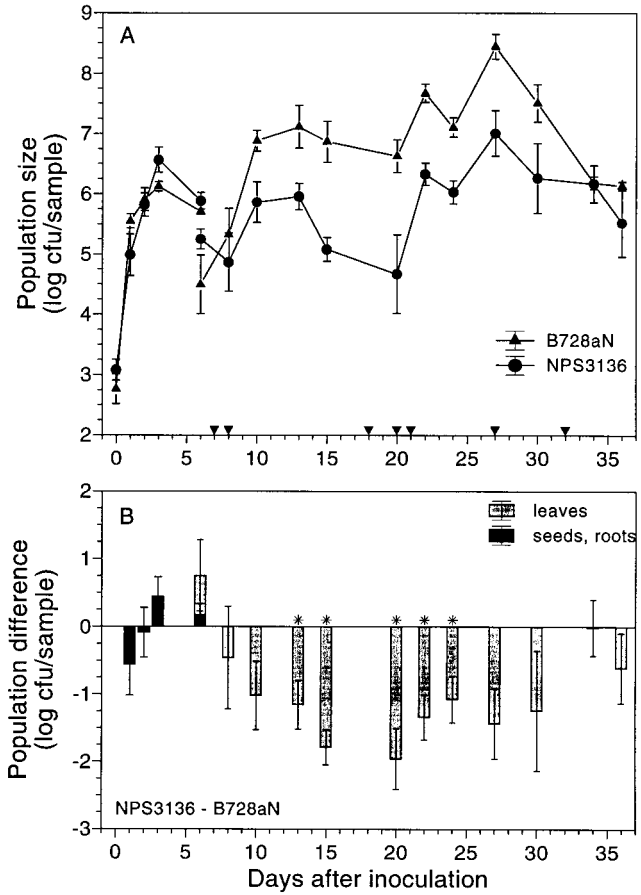 A
9
8
7
6
5
4
3
2
Population size
(log cfu/sample)
B728aN
NPS3136
0 5 10 15 20 25 30 35
B
2
1
0
-1
-2
-3
Population difference
(log cfu/sample)
leaves
seeds, roots
* * * * *
NPS3136 - B728aN
0 5 10 15 20 25 30 35
Days after inoculation